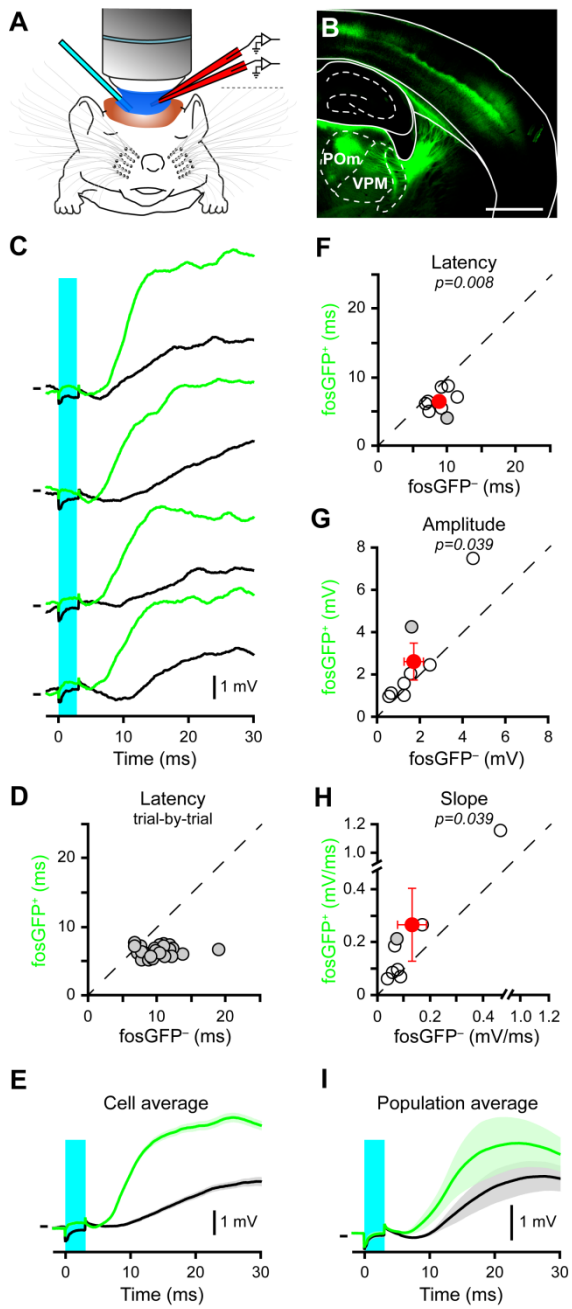 A
B
POm
VPM
C
1 mV
0
10
20
30
Time (ms)
D
Latency
trial-by-trial
fosGFP⁺ (ms)
25
15
5
0
10
20
fosGFP⁻ (ms)
E
Cell average
1 mV
0
10
20
30
Time (ms)
F
Latency
p=0.008
fosGFP⁺ (ms)
20
10
0
0
10
20
fosGFP⁻ (ms)
G
Amplitude
p=0.039
fosGFP⁺ (mV)
8
6
4
2
0
0
2
4
6
8
fosGFP⁻ (mV)
H
Slope
p=0.039
fosGFP⁺ (mV/ms)
1.2
0.4
0.2
0
0
0.2
0.4
1.0
1.2
fosGFP⁻ (mV/ms)
I
Population average
1 mV
0
10
20
30
Time (ms)